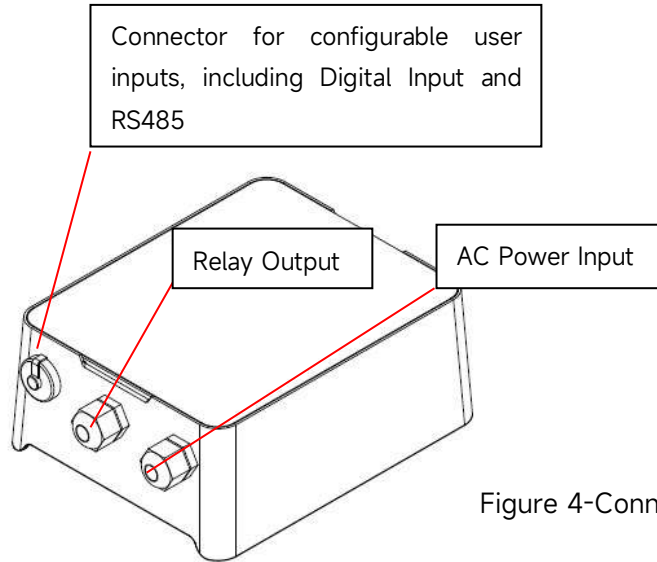 Connector for configurable user
inputs, including Digital Input and
RS485
Relay Output
AC Power Input
Figure 4-Conn